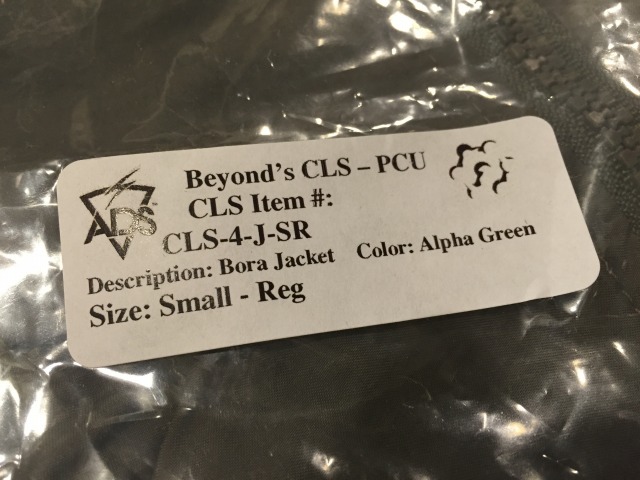 Beyond's CLS – PCU
CLS Item #:
ADS
CLS-4-J-SR
Description: Bora Jacket Color: Alpha Green
Size: Small - Reg